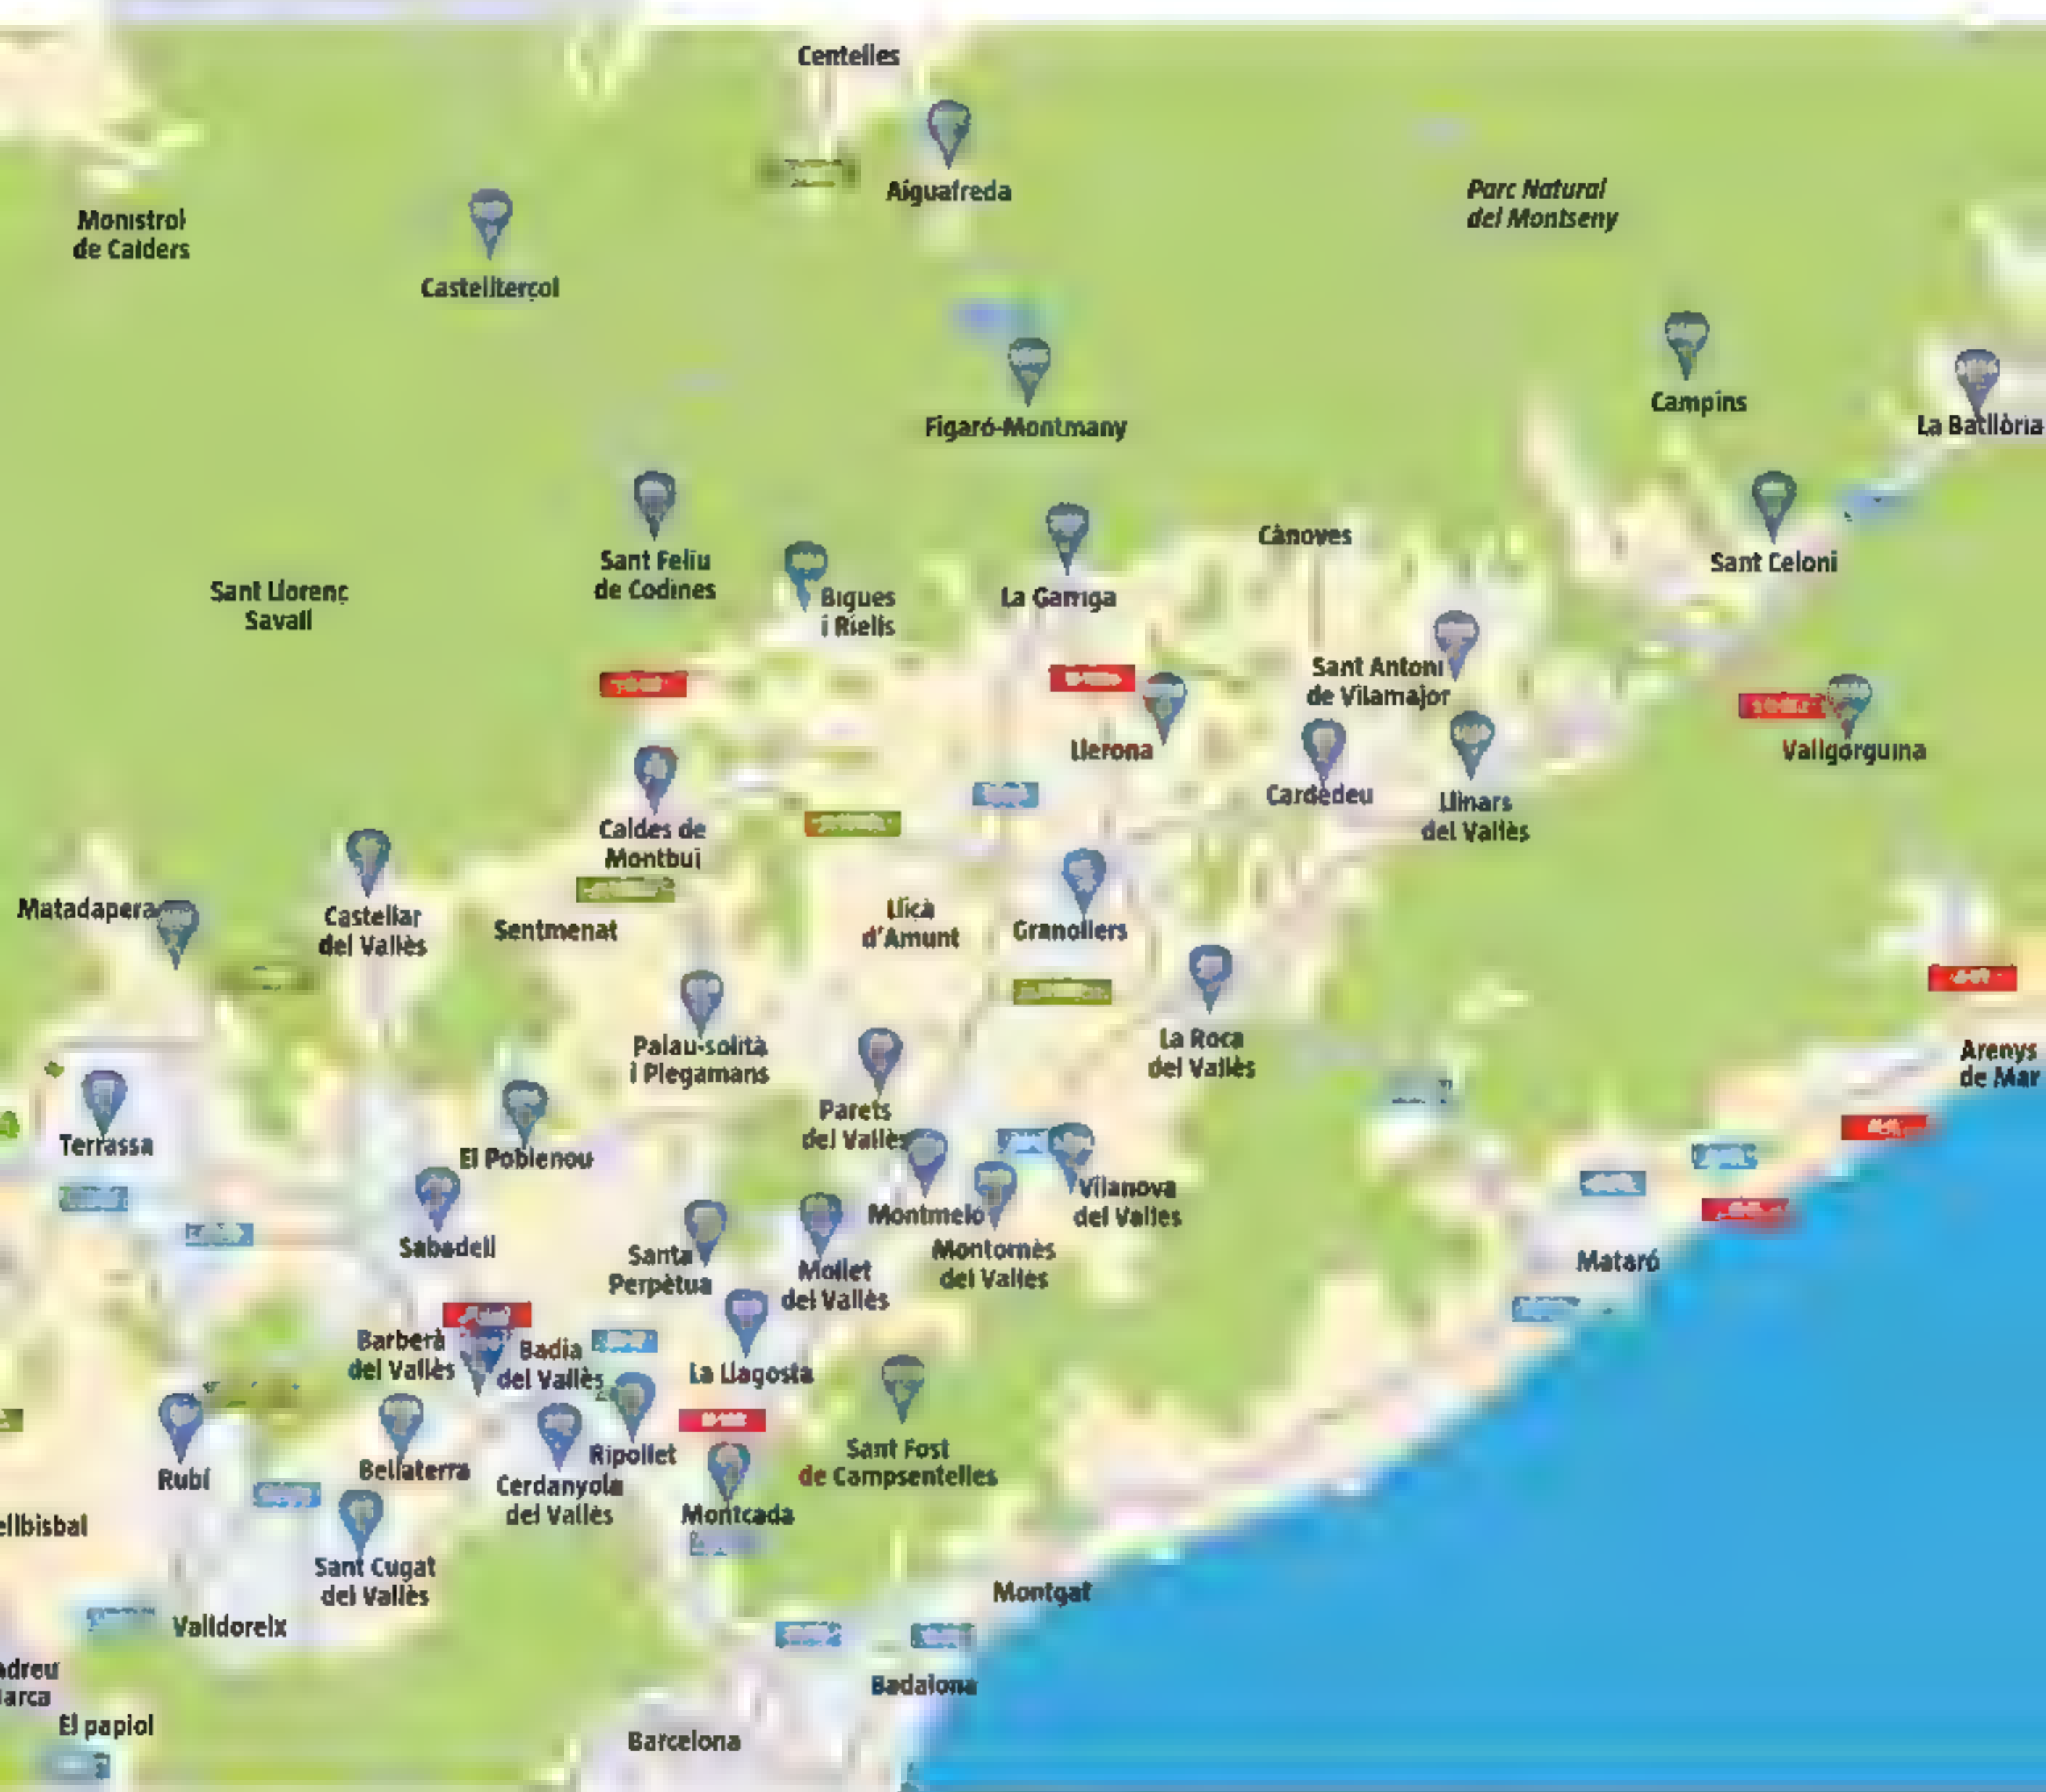 Centelles
Aiguafreda
Parc Natural
del Montseny
Monistrol
de Calders
Castellterçol
Campins
La Batllòria
Figaró-Montmany
Cànoves
Sant Feliu
de Codines
Sant Celoni
Sant Llorenç
Savall
Bigues
i Riells
La Garriga
Sant Antoni
de Vilamajor
Llerona
Vallgorguina
Cardedeu
Llinars
del Vallès
Caldes de
Montbui
Matadapera
Castellar
del Vallès
Sentmenat
Lliçà
d'Amunt
Granollers
Palau-solità
i Plegamans
La Roca
del Vallès
Arenys
de Mar
Parets
del Vallès
Terrassa
El Poblenou
Vilanova
del Valles
Montmeló
Sabadell
Santa
Perpètua
Mollet
del Vallès
Montornès
del Vallès
Mataró
Barberà
del Vallès
Badia
del Vallès
La Llagosta
Ripollet
Sant Fost
de Campsentelles
Rubí
Bellaterra
Cerdanyola
del Vallès
Montcada
ellbisbal
Sant Cugat
del Vallès
Montgat
Valldoreix
adreu
arca
Badalona
El papiol
Barcelona